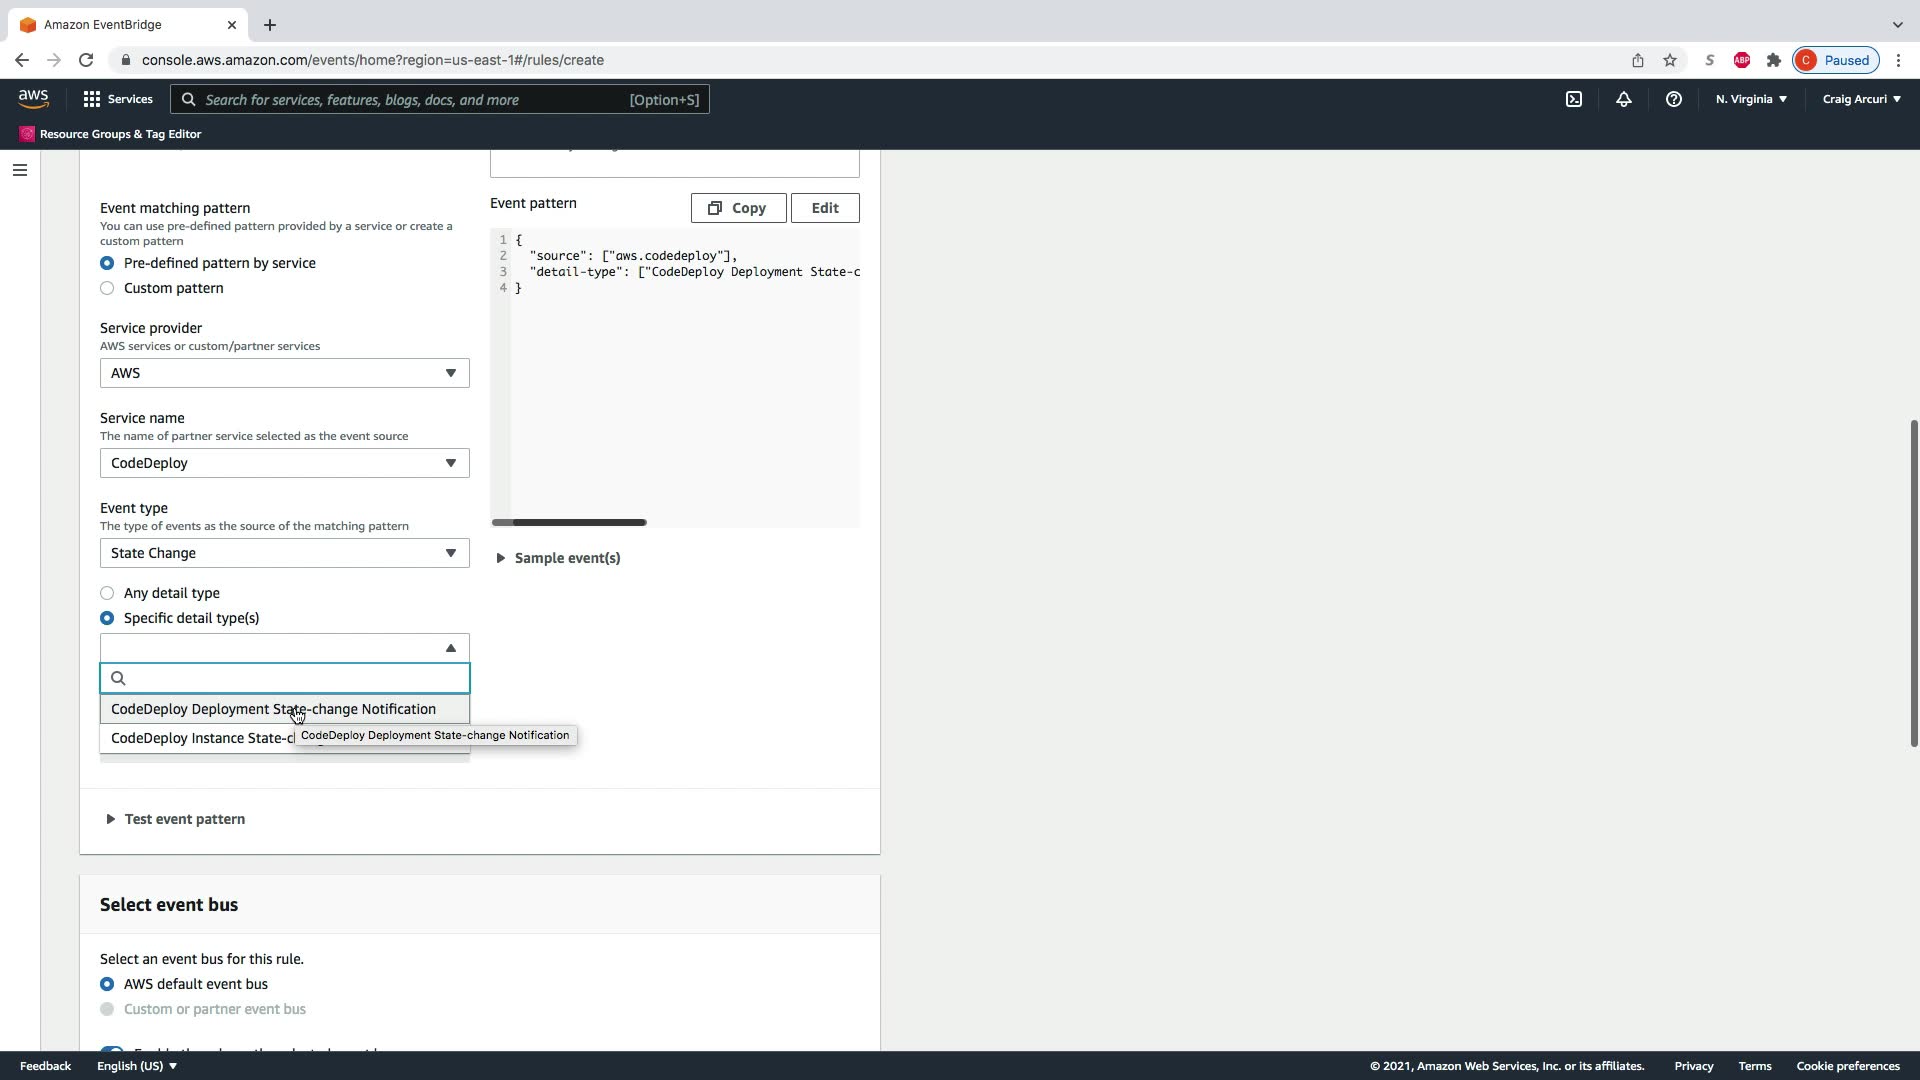 Amazon EventBridge
console.aws.amazon.com/events/home?region=us-east-1#/rules/create
S
ABP
C
Paused
aws
Services
Search for services, features, blogs, docs, and more
[Option+S]
N. Virginia
Craig Arcuri
Resource Groups & Tag Editor
Event matching pattern
You can use pre-defined pattern provided by a service or create a
custom pattern
Pre-defined pattern by service
Custom pattern
Service provider
AWS services or custom/partner services
AWS
Service name
The name of partner service selected as the event source
CodeDeploy
Event type
The type of events as the source of the matching pattern
State Change
Any detail type
Specific detail type(s)
CodeDeploy Deployment State-change Notification
CodeDeploy Instance
CodeDeploy Deployment State-change Notification
Event pattern
Copy
Edit
1 {
2 "source": ["aws.codedeploy"],
3 "detail-type": ["CodeDeploy Deployment State-c
4 }
Sample event(s)
Test event pattern
Select event bus
Select an event bus for this rule.
AWS default event bus
Custom or partner event bus
Feedback
English (US)
© 2021, Amazon Web Services, Inc. or its affiliates.
Privacy
Terms
Cookie preferences